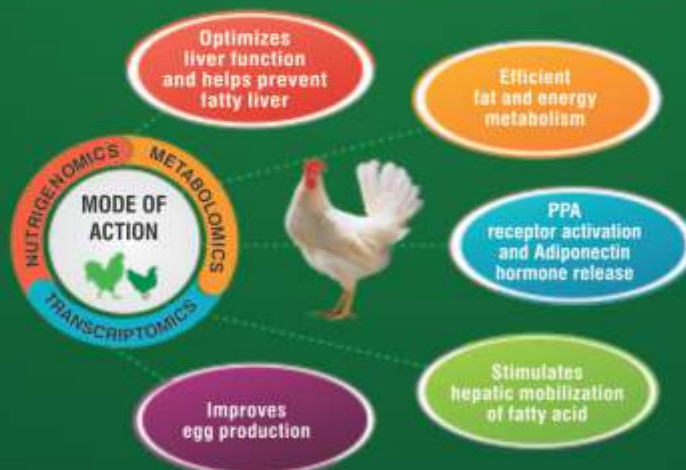 Optimizes
liver function
and helps prevent
fatty liver
Efficient
fat and energy
metabolism
NUTRIGENOMICS
METABOLOMICS
TRANSCRIPTOMICS
MODE OF
ACTION
PPA
receptor activation
and Adiponectin
hormone release
Stimulates
hepatic mobilization
of fatty acid
Improves
egg production